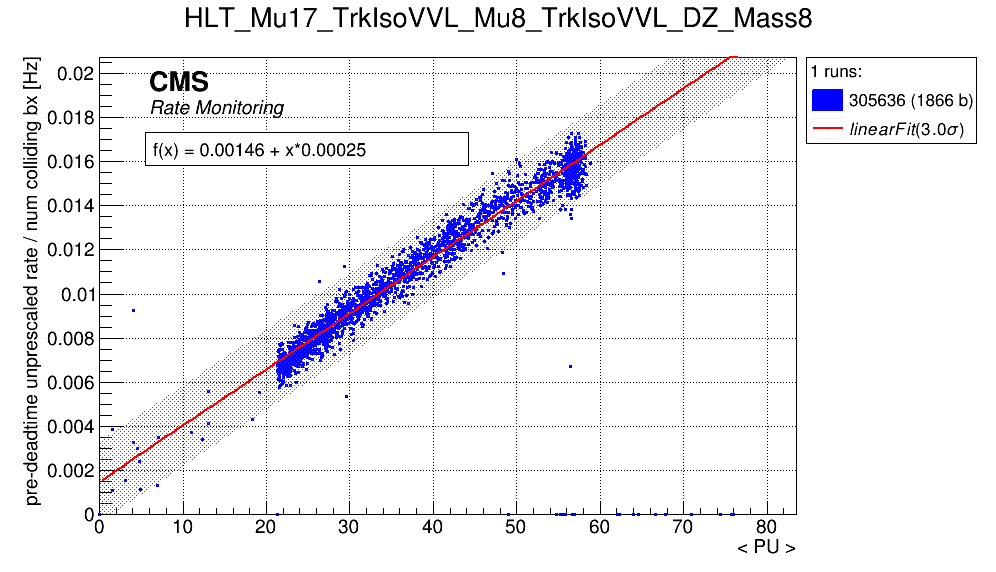 HLT_Mu17_TrkIsoVVL_Mu8_TrkIsoVVL_DZ_Mass8
pre-deadtime unprescaled rate / num colliding bx [Hz]
CMS
Rate Monitoring
f(x) = 0.00146 + x*0.00025
1 runs:
305636 (1866 b)
linearFit(3.0σ)
0.02
0.018
0.016
0.014
0.012
0.01
0.008
0.006
0.004
0.002
0
0 10 20 30 40 50 60 70 80
< PU >